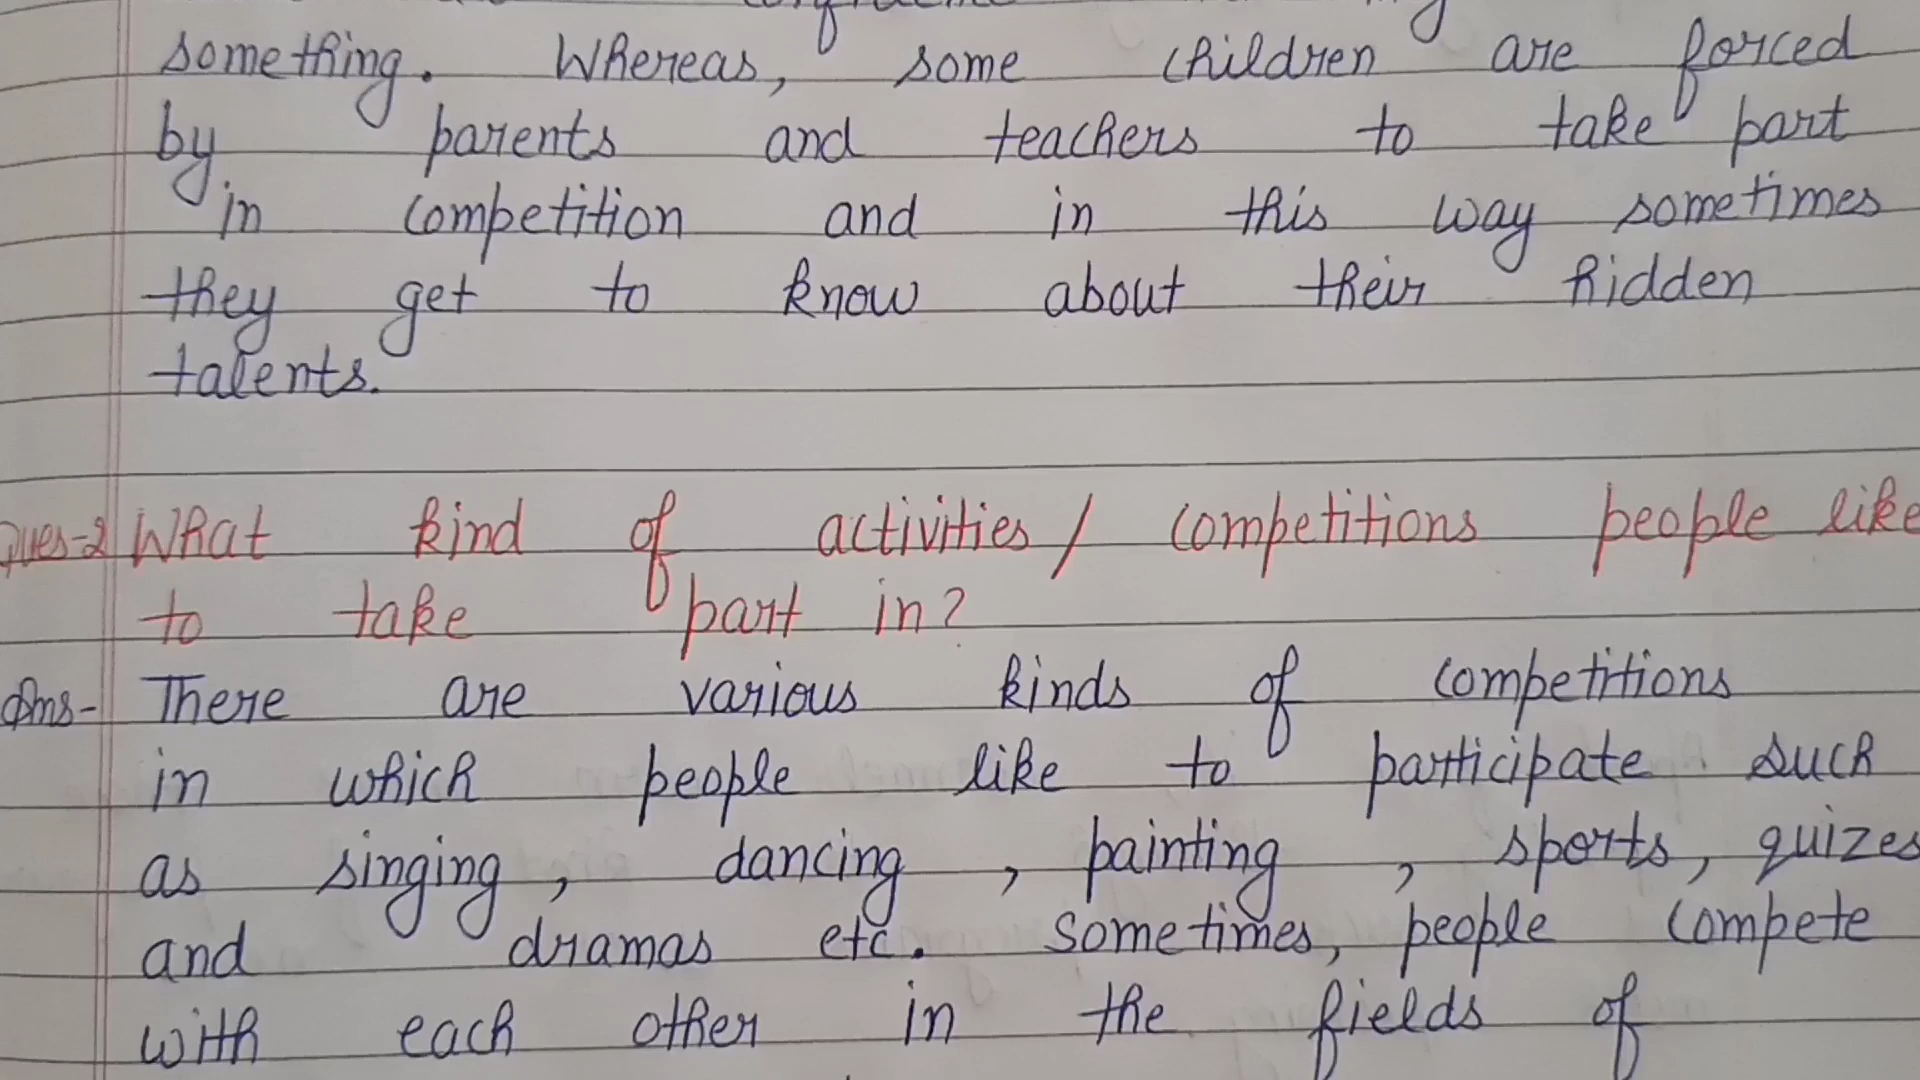 something. Whereas, some children are forced
by parents and teachers to take part
in competition and in this way sometimes
they get to know about their hidden
talents.
Ques-2 What kind of activities / competitions people like
to take part in?
Ans- There are various kinds of competitions
in which people like to participate such
as singing, dancing, painting, sports, quizes
and dramas etc. Sometimes, people compete
with each other in the fields of